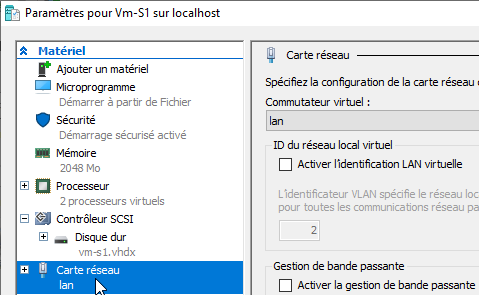 Paramètres pour Vm-S1 sur localhost
Matériel
Ajouter un matériel
Microprogramme
Démarrer à partir de Fichier
Sécurité
Démarrage sécurisé activé
Mémoire
2048 Mo
Processeur
2 processeurs virtuels
Contrôleur SCSI
Disque dur
vm-s1.vhdx
Carte réseau
lan
Carte réseau
Spécifiez la configuration de la carte réseau
Commutateur virtuel :
lan
ID du réseau local virtuel
Activer l'identification LAN virtuelle
L'identificateur VLAN spécifie le réseau loc
pour toutes les communications réseau pa
2
Gestion de bande passante
Activer la gestion de bande passante